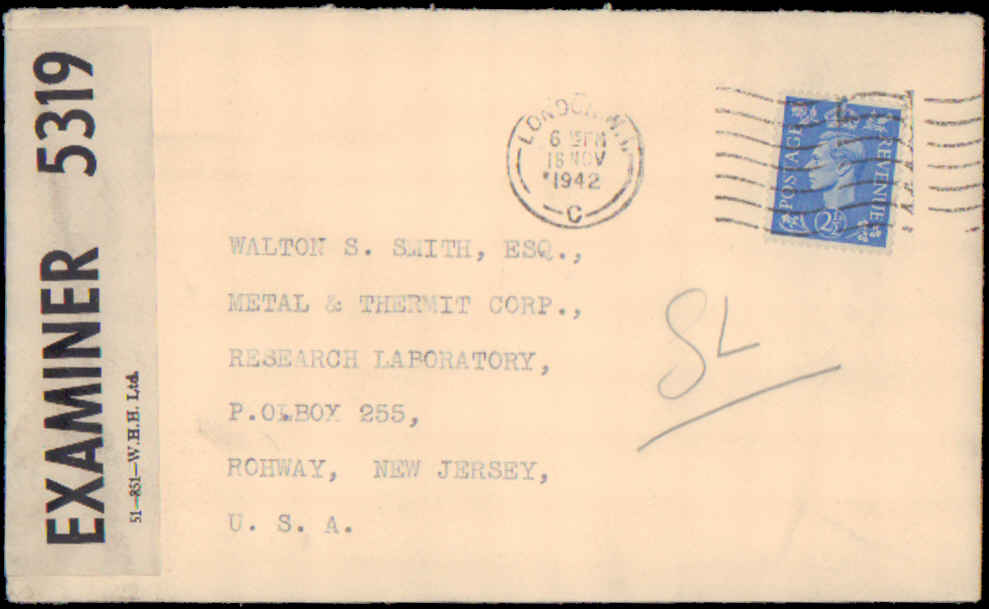 EXAMINER 5319
51—851—W.H.H. Ltd.
LONDON
6 15 PM
18 NOV
1942
C
POSTAGE
REVENUE
2½
WALTON S. SMITH, ESQ.,
METAL & THERMIT CORP.,
RESEARCH LABORATORY,
P.O.BOX 255,
ROHWAY, NEW JERSEY,
U. S. A.
SL